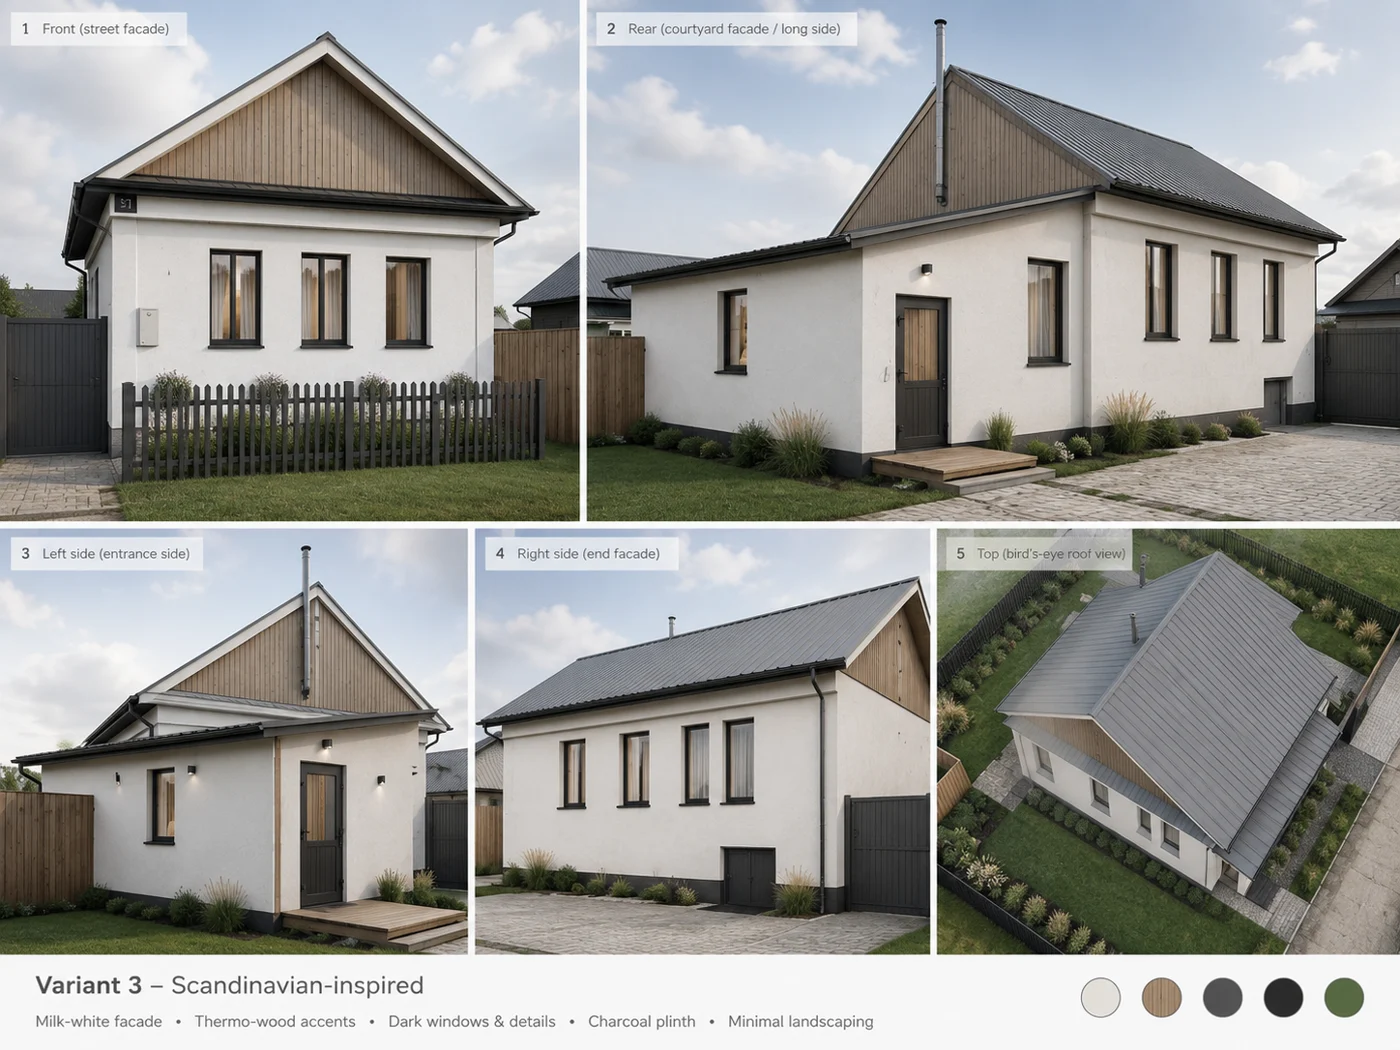 1 Front (street facade)
2 Rear (courtyard facade / long side)
3 Left side (entrance side)
4 Right side (end facade)
5 Top (bird's-eye roof view)
Variant 3 – Scandinavian-inspired
Milk-white facade • Thermo-wood accents • Dark windows & details • Charcoal plinth • Minimal landscaping